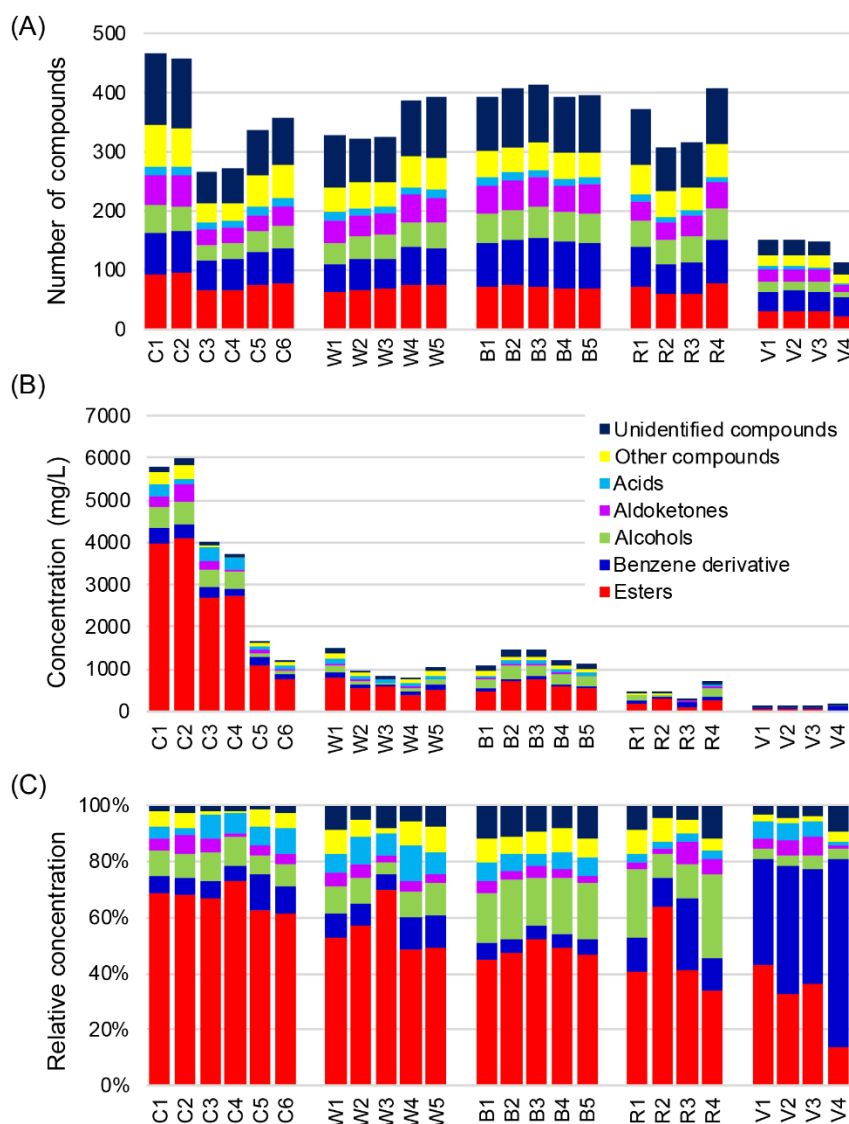 (A)
Number of compounds
500
400
300
200
100
0
C1 C2 C3 C4 C5 C6 W1 W2 W3 W4 W5 B1 B2 B3 B4 B5 R1 R2 R3 R4 V1 V2 V3 V4
(B)
Concentration (mg/L)
7000
6000
5000
4000
3000
2000
1000
0
Unidentified compounds
Other compounds
Acids
Aldoketones
Alcohols
Benzene derivative
Esters
C1 C2 C3 C4 C5 C6 W1 W2 W3 W4 W5 B1 B2 B3 B4 B5 R1 R2 R3 R4 V1 V2 V3 V4
(C)
Relative concentration
100%
80%
60%
40%
20%
0%
C1 C2 C3 C4 C5 C6 W1 W2 W3 W4 W5 B1 B2 B3 B4 B5 R1 R2 R3 R4 V1 V2 V3 V4